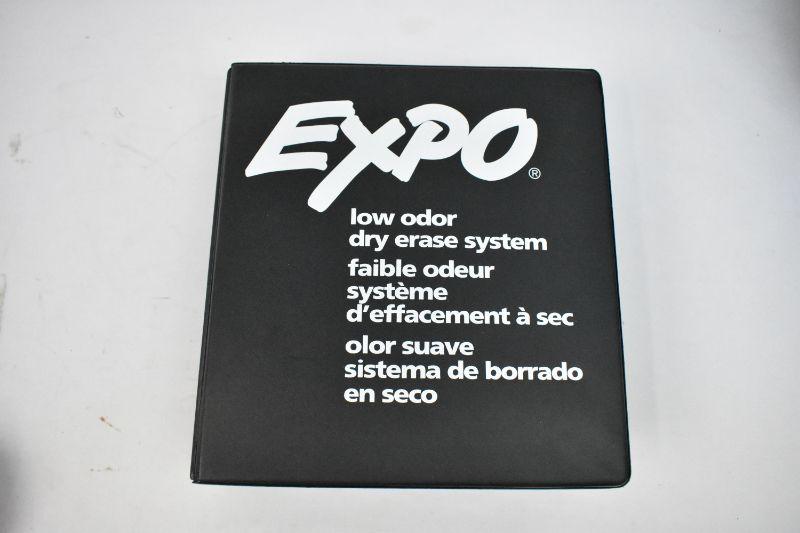 EXPO®
low odor
dry erase system
faible odeur
système
d'effacement à sec
olor suave
sistema de borrado
en seco